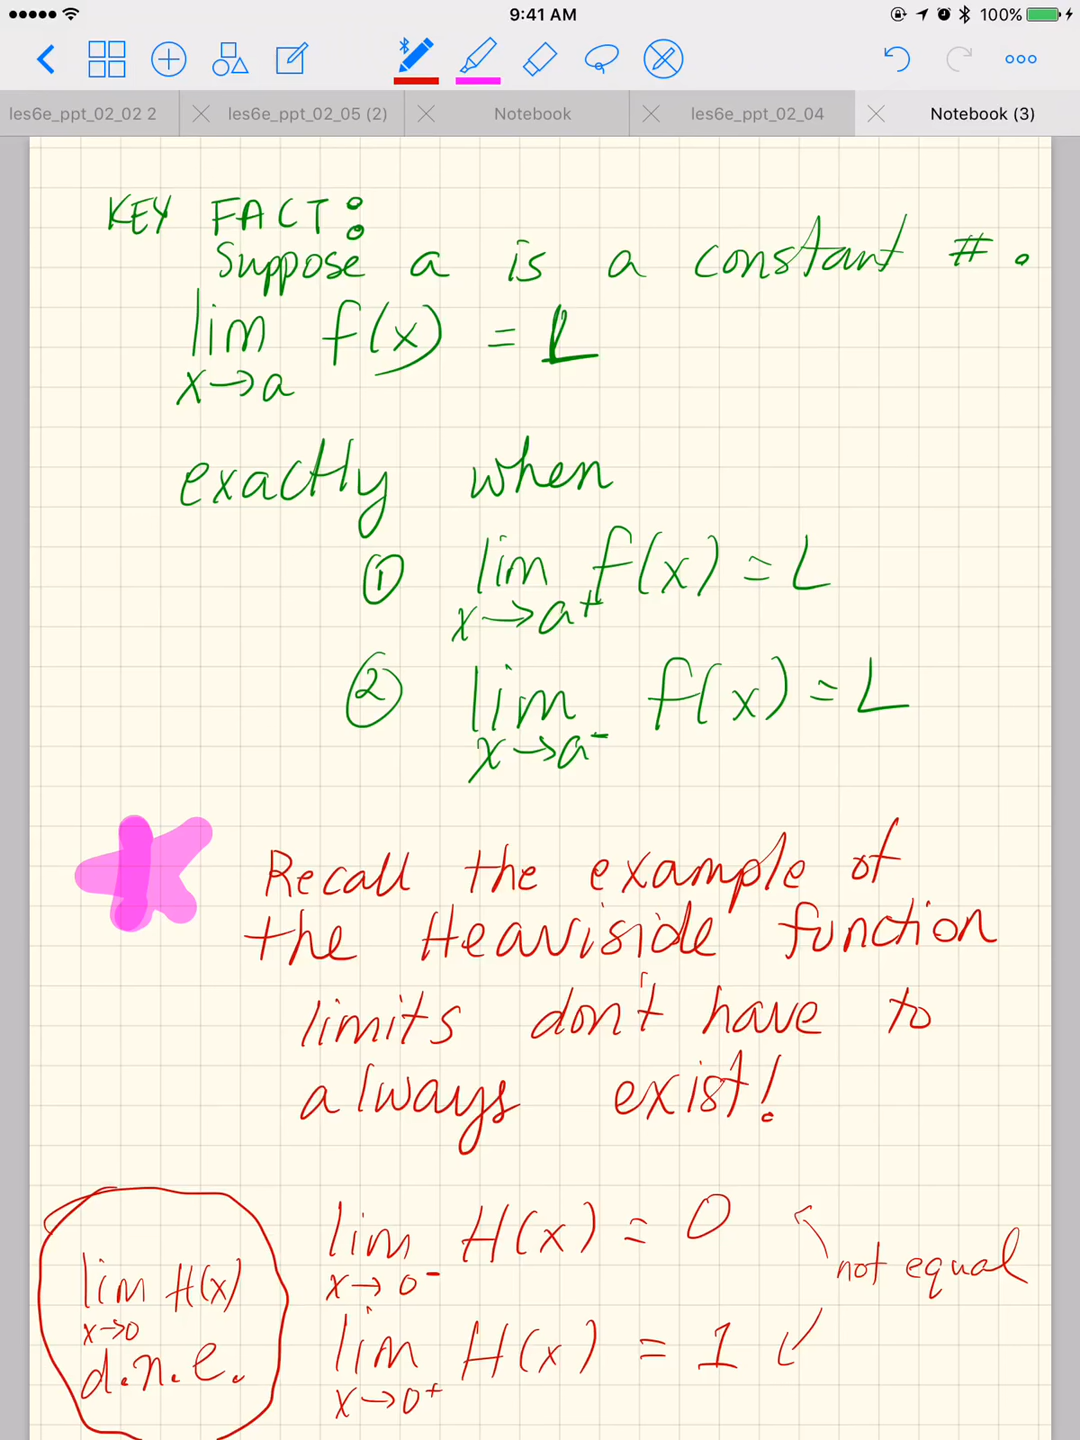 9:41 AM
100%
les6e_ppt_02_02 2
les6e_ppt_02_05 (2)
Notebook
les6e_ppt_02_04
Notebook (3)
KEY FACT:
Suppose a is a constant #.
lim f(x) = L
x→a
exactly when
① lim f(x) = L
x→a+
② lim f(x) = L
x→a-
Recall the example of
the Heaviside function
limits don't have to
always exist!
lim H(x) = 0
x→0-
not equal
lim H(x) = 1
x→0+
lim H(x)
x→0
d.n.e.